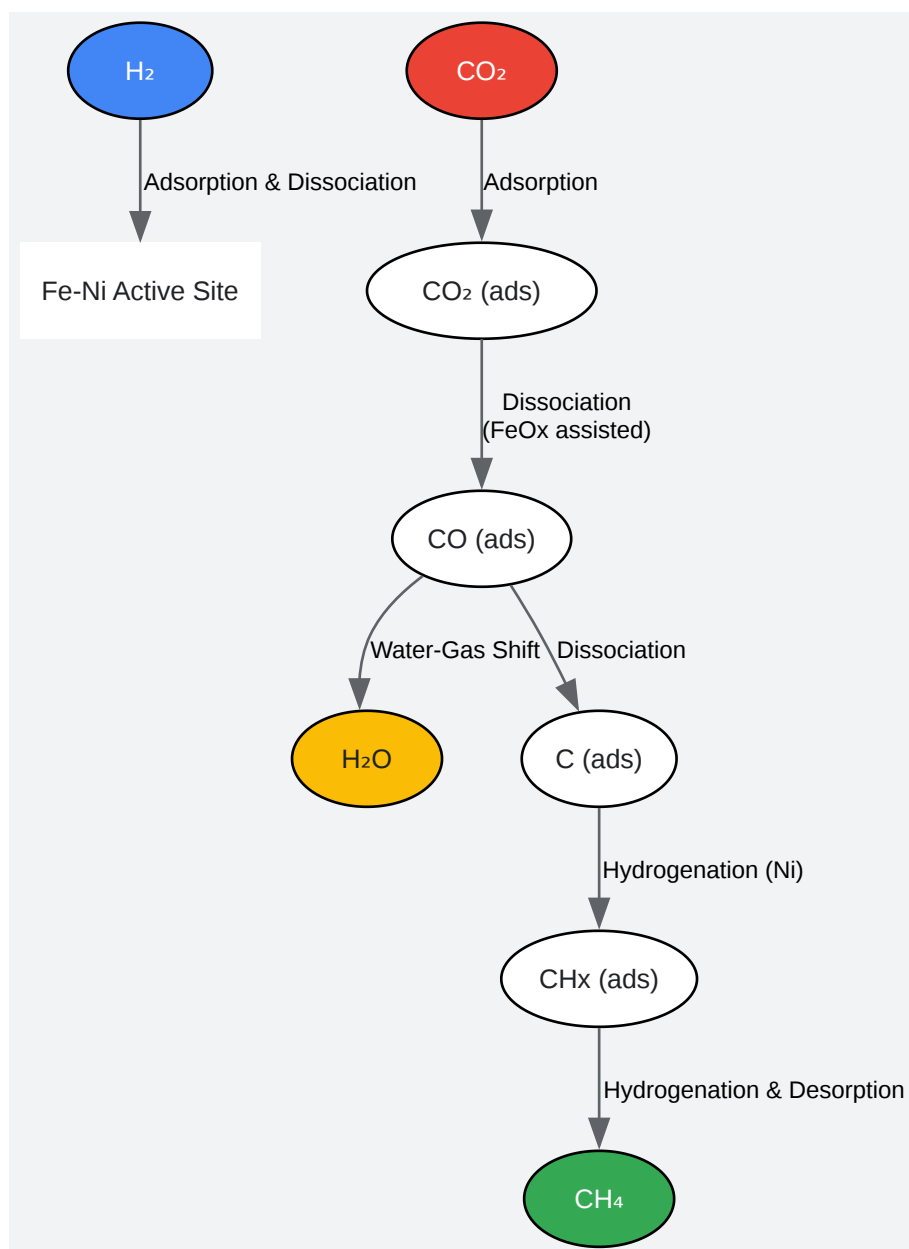 H₂
CO₂
Adsorption & Dissociation
Adsorption
Fe-Ni Active Site
CO₂ (ads)
Dissociation
(FeOx assisted)
CO (ads)
Water-Gas Shift
Dissociation
H₂O
C (ads)
Hydrogenation (Ni)
CHx (ads)
Hydrogenation & Desorption
CH₄